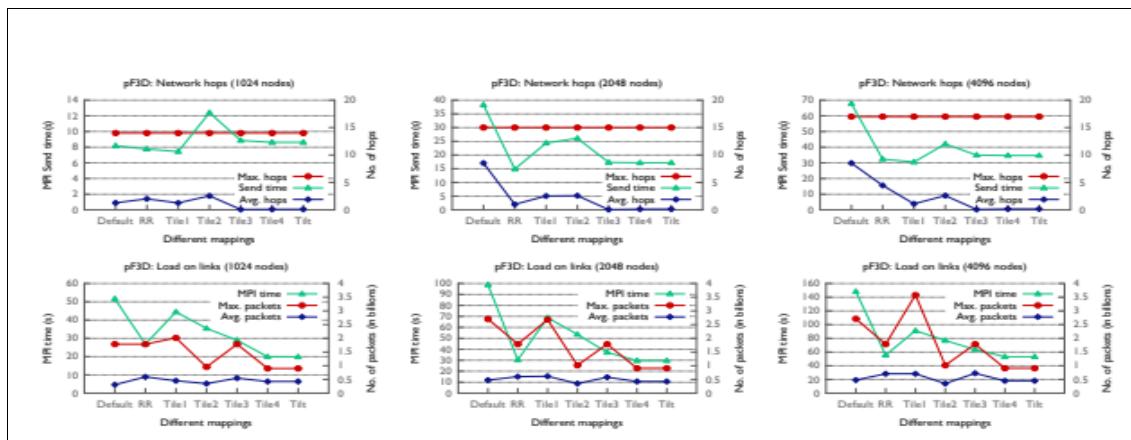 pF3D: Network hops (1024 nodes)
14
12
10
8
6
4
2
0
MPI Send time(s)
20
15
10
5
0
No. of hops
Max. hops
Send time
Avg. hops
Default RR Tile1 Tile2 Tile3 Tile4 Tilt
Different mappings
pF3D: Network hops (2048 nodes)
40
35
30
25
20
15
10
5
0
MPI Send time(s)
20
15
10
5
0
No. of hops
Max. hops
Send time
Avg. hops
Default RR Tile1 Tile2 Tile3 Tile4 Tilt
Different mappings
pF3D: Network hops (4096 nodes)
70
60
50
40
30
20
10
0
MPI Send time(s)
20
15
10
5
0
No. of hops
Max. hops
Send time
Avg. hops
Default RR Tile1 Tile2 Tile3 Tile4 Tilt
Different mappings
pF3D: Load on links (1024 nodes)
60
50
40
30
20
10
0
MPI time(s)
4
3.5
3
2.5
2
1.5
1
0.5
0
No. of packets (in billions)
MPI time
Max. packets
Avg. packets
Default RR Tile1 Tile2 Tile3 Tile4 Tilt
Different mappings
pF3D: Load on links (2048 nodes)
100
90
80
70
60
50
40
30
20
10
0
MPI time(s)
4
3.5
3
2.5
2
1.5
1
0.5
0
No. of packets (in billions)
MPI time
Max. packets
Avg. packets
Default RR Tile1 Tile2 Tile3 Tile4 Tilt
Different mappings
pF3D: Load on links (4096 nodes)
160
140
120
100
80
60
40
20
0
MPI time(s)
4
3.5
3
2.5
2
1.5
1
0.5
0
No. of packets (in billions)
MPI time
Max. packets
Avg. packets
Default RR Tile1 Tile2 Tile3 Tile4 Tilt
Different mappings